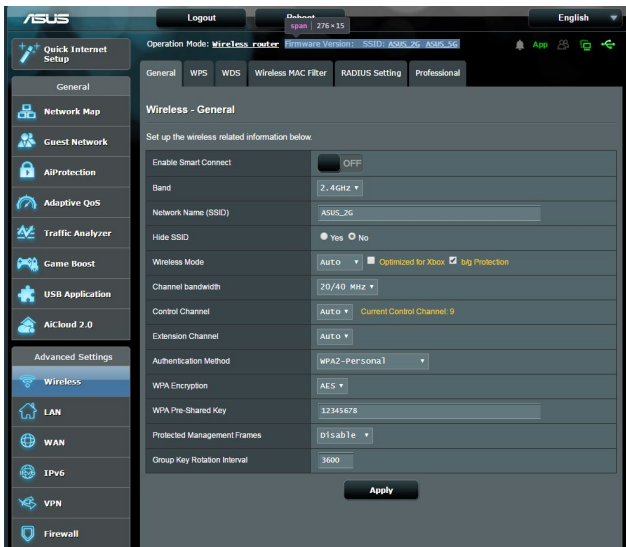 ASUS
Logout
Reboot
English
span | 276×15
Quick Internet
Setup
Operation Mode: Wireless router Firmware Version: SSID: ASUS_2G ASUS_5G
App
General WPS WDS Wireless MAC Filter RADIUS Setting Professional
General
Network Map
Guest Network
AiProtection
Adaptive QoS
Traffic Analyzer
Game Boost
USB Application
AiCloud 2.0
Advanced Settings
Wireless
LAN
WAN
IPv6
VPN
Firewall
Wireless - General
Set up the wireless related information below.
Enable Smart Connect OFF
Band 2.4GHz
Network Name (SSID) ASUS_2G
Hide SSID Yes No
Wireless Mode Auto Optimized for Xbox b/g Protection
Channel bandwidth 20/40 MHz
Control Channel Auto Current Control Channel: 9
Extension Channel Auto
Authentication Method WPA2-Personal
WPA Encryption AES
WPA Pre-Shared Key 12345678
Protected Management Frames Disable
Group Key Rotation Interval 3600
Apply